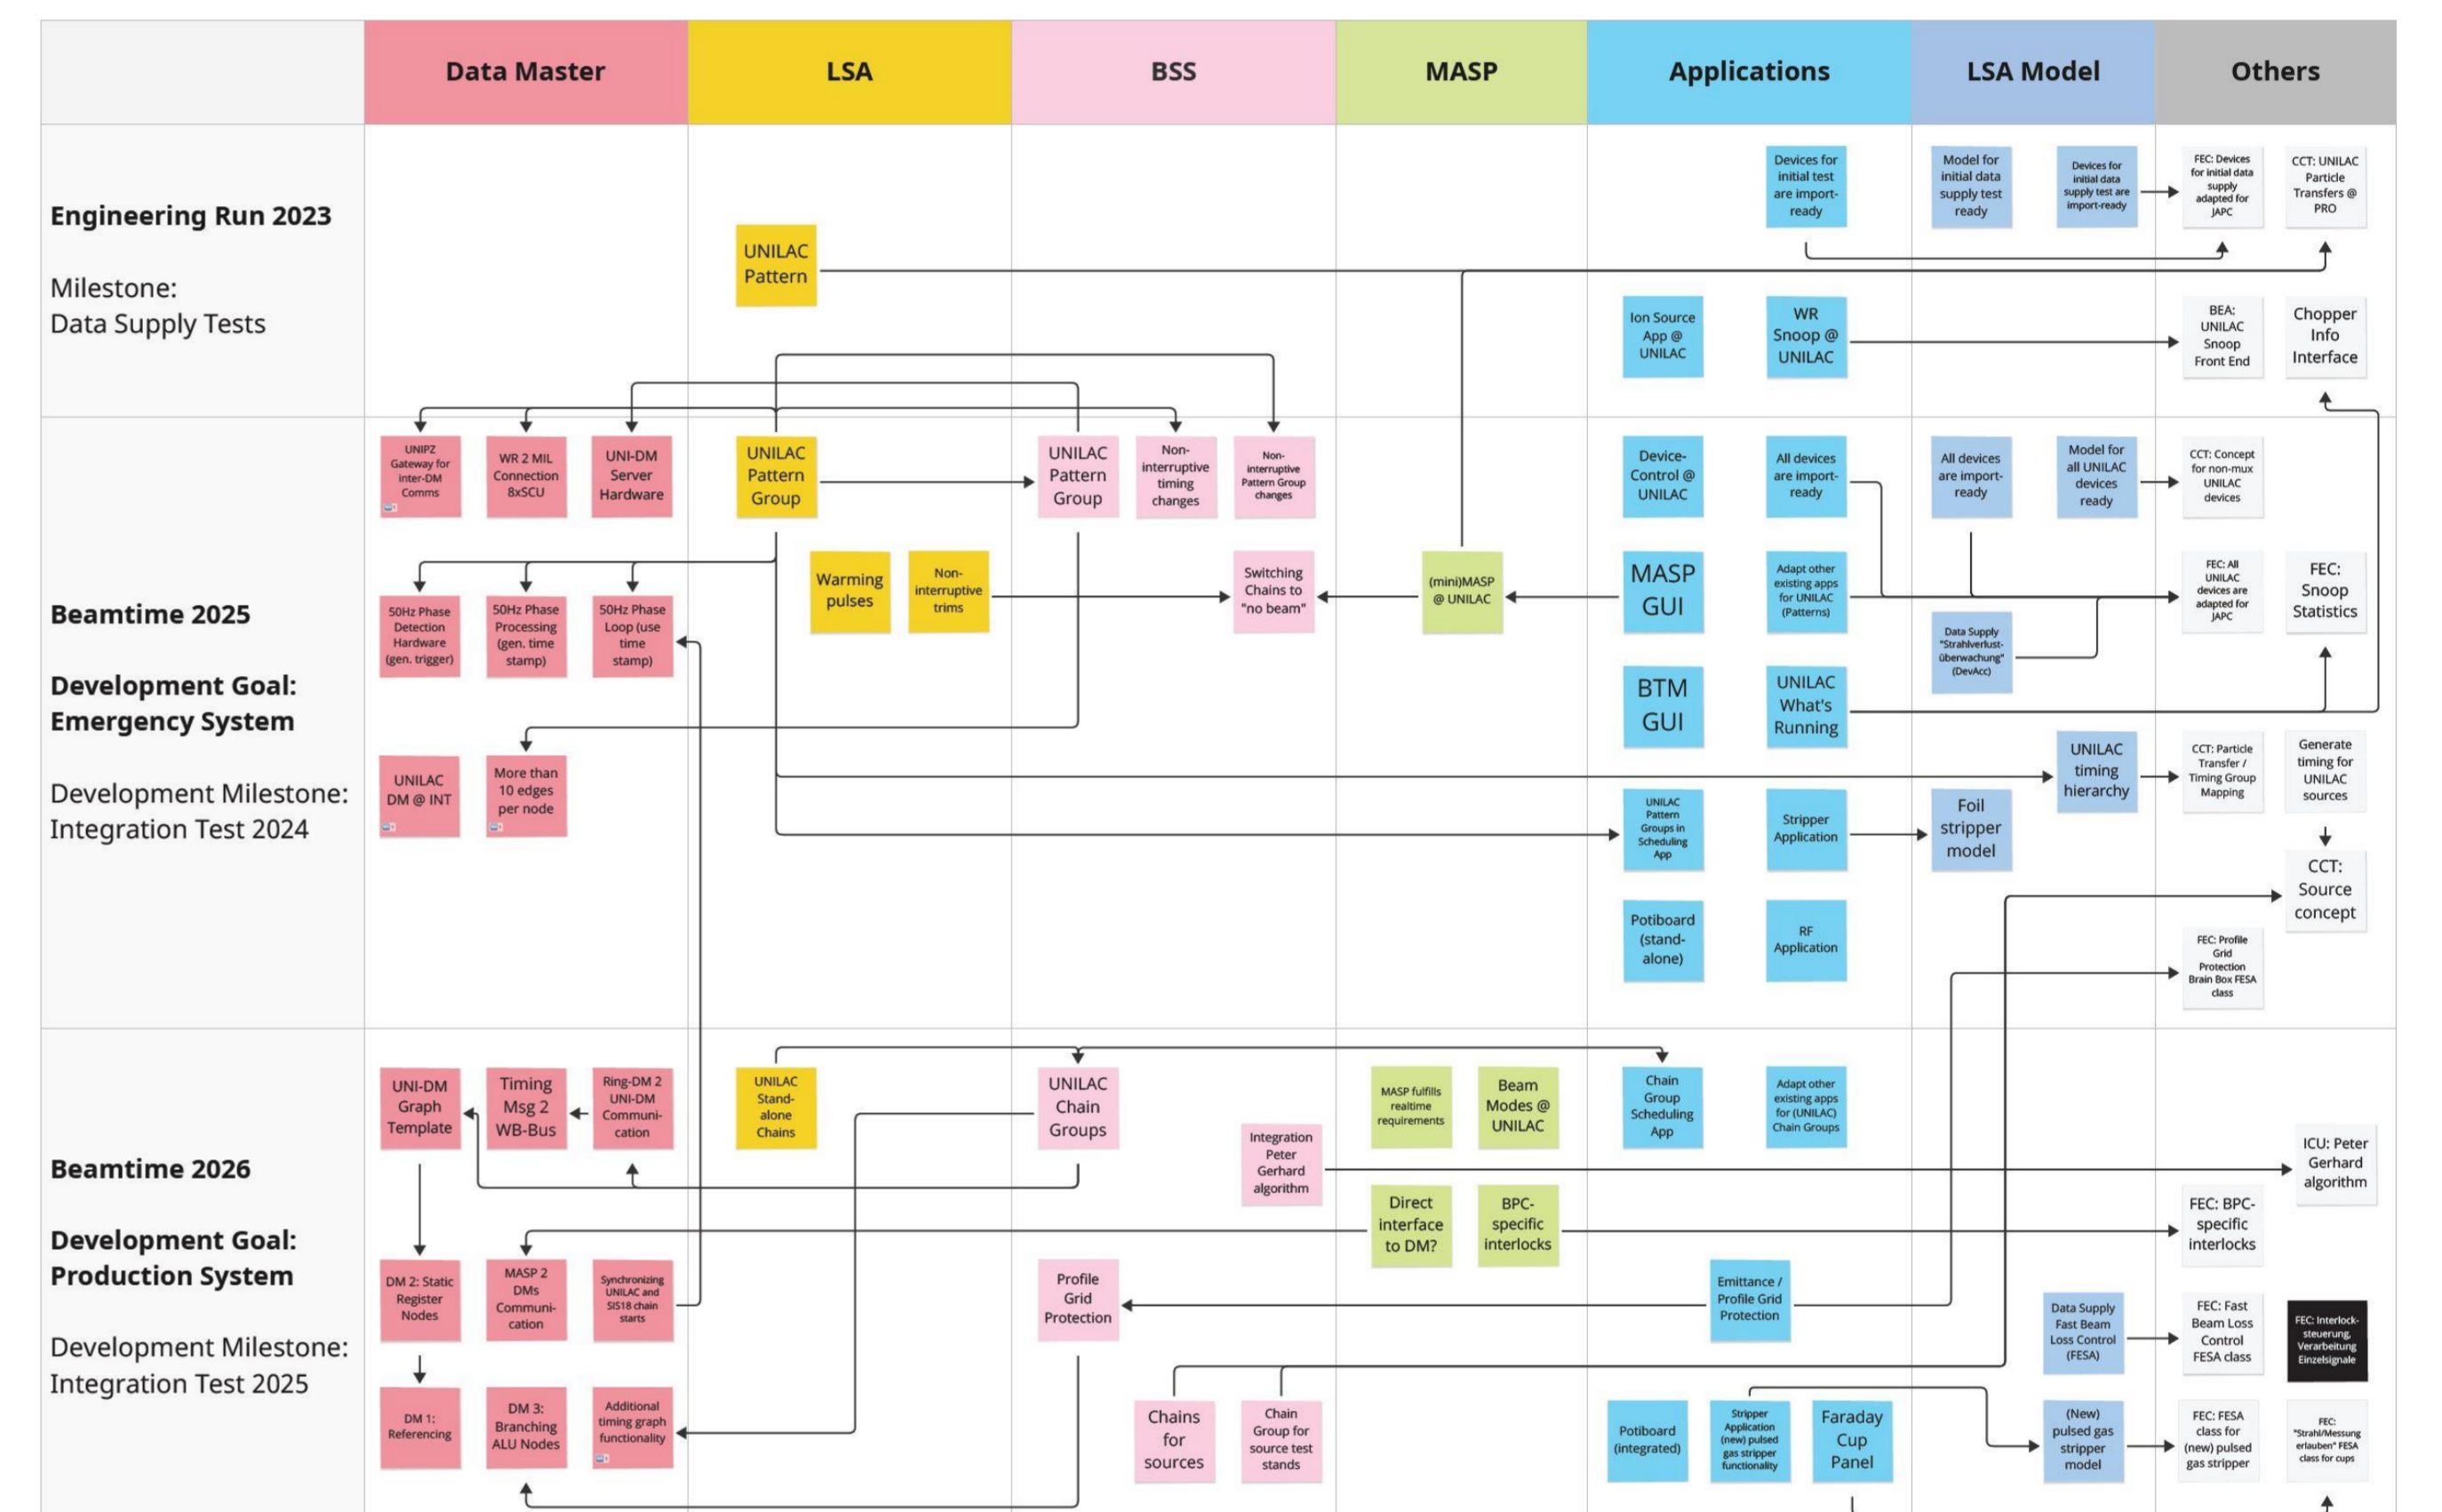 Data Master
LSA
BSS
MASP
Applications
LSA Model
Others
Engineering Run 2023
Milestone:
Data Supply Tests
UNILAC
Pattern
Devices for
initial test
are import-
ready
Model for
initial data
supply test
ready
Devices for
initial data
supply test are
import-ready
FEC: Devices
for initial data
supply
adapted for
JAPC
CCT: UNILAC
Particle
Transfers @
PRO
Ion Source
App @
UNILAC
WR
Snoop @
UNILAC
BEA:
UNILAC
Snoop
Front End
Chopper
Info
Interface
Beamtime 2025
Development Goal:
Emergency System
Development Milestone:
Integration Test 2024
UNIPZ
Gateway for
inter-DM
Comms
WR 2 MIL
Connection
8xSCU
UNI-DM
Server
Hardware
UNILAC
Pattern
Group
UNILAC
Pattern
Group
Non-
interruptive
timing
changes
Non-
interruptive
Pattern Group
changes
Device-
Control @
UNILAC
All devices
are import-
ready
All devices
are import-
ready
Model for
all UNILAC
devices
ready
CCT: Concept
for non-mux
UNILAC
devices
50Hz Phase
Detection
Hardware
(gen. trigger)
50Hz Phase
Processing
(gen. time
stamp)
50Hz Phase
Loop (use
time
stamp)
Warming
pulses
Non-
interruptive
trims
Switching
Chains to
"no beam"
(mini)MASP
@ UNILAC
MASP
GUI
Adapt other
existing apps
for UNILAC
(Patterns)
Data Supply
"Strahlverlust-
überwachung"
(DevAcc)
FEC: All
UNILAC
devices are
adapted for
JAPC
FEC:
Snoop
Statistics
BTM
GUI
UNILAC
What's
Running
UNILAC
DM @ INT
More than
10 edges
per node
UNILAC
timing
hierarchy
CCT: Particle
Transfer /
Timing Group
Mapping
Generate
timing for
UNILAC
sources
UNILAC
Pattern
Groups in
Scheduling
App
Stripper
Application
Foil
stripper
model
CCT:
Source
concept
Potiboard
(stand-
alone)
RF
Application
FEC: Profile
Grid
Protection
Brain Box FESA
class
Beamtime 2026
Development Goal:
Production System
Development Milestone:
Integration Test 2025
UNI-DM
Graph
Template
Timing
Msg 2
WB-Bus
Ring-DM 2
UNI-DM
Communi-
cation
UNILAC
Stand-
alone
Chains
UNILAC
Chain
Groups
Integration
Peter
Gerhard
algorithm
MASP fulfills
realtime
requirements
Beam
Modes @
UNILAC
Chain
Group
Scheduling
App
Adapt other
existing apps
for (UNILAC)
Chain Groups
ICU: Peter
Gerhard
algorithm
Direct
interface
to DM?
BPC-
specific
interlocks
FEC: BPC-
specific
interlocks
DM 2: Static
Register
Nodes
MASP 2
DMs
Communi-
cation
Synchronizing
UNILAC and
SIS18 chain
starts
Profile
Grid
Protection
Emittance /
Profile Grid
Protection
Data Supply
Fast Beam
Loss Control
(FESA)
FEC: Fast
Beam Loss
Control
FESA class
FEC: Interlock-
steuerung,
Verarbeitung
Einzelsignale
DM 1:
Referencing
DM 3:
Branching
ALU Nodes
Additional
timing graph
functionality
Chains
for
sources
Chain
Group for
source test
stands
Potiboard
(integrated)
Stripper
Application
(new) pulsed
gas stripper
functionality
Faraday
Cup
Panel
(New)
pulsed gas
stripper
model
FEC: FESA
class for
(new) pulsed
gas stripper
FEC:
"Strahl/Messung
erlauben" FESA
class for cups